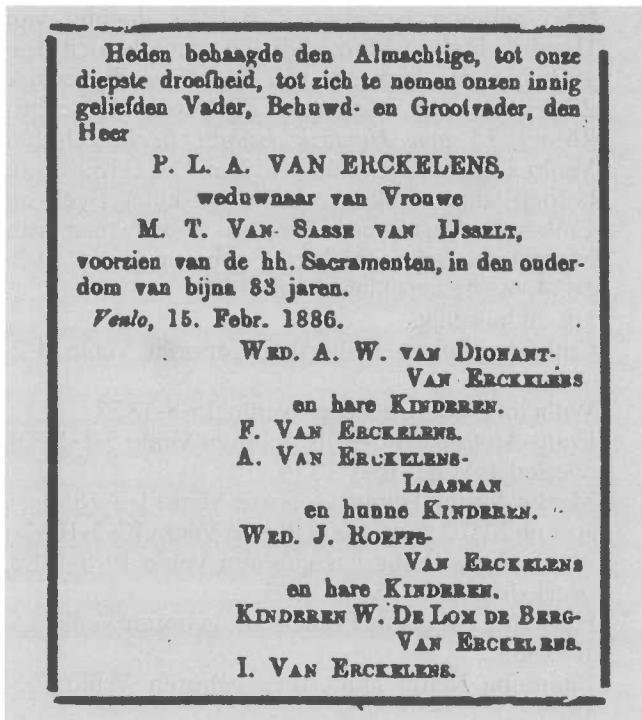 Heden behaagde den Almachtige, tot onze
diepste droefheid, tot zich te nemen onzen innig
geliefden Vader, Behuwd- en Grootvader, den
Heer
P. L. A. VAN ERCKELENS,
weduwnaar van Vrouwe
M. T. VAN SASSE VAN IJSSELT,
voorzien van de hh. Sacramenten, in den ouder-
dom van bijna 83 jaren.
Venlo, 15. Febr. 1886.
WED. A. W. VAN DIONANT-
VAN ERCKELENS
en hare KINDEREN.
F. VAN ERCKELENS.
A. VAN ERCKELENS-
LAASMAN
en hunne KINDEREN.
WED. J. ROEFFS-
VAN ERCKELENS
en hare KINDEREN.
KINDEREN W. DE LOM DE BERG-
VAN ERCKELENS.
I. VAN ERCKELENS.